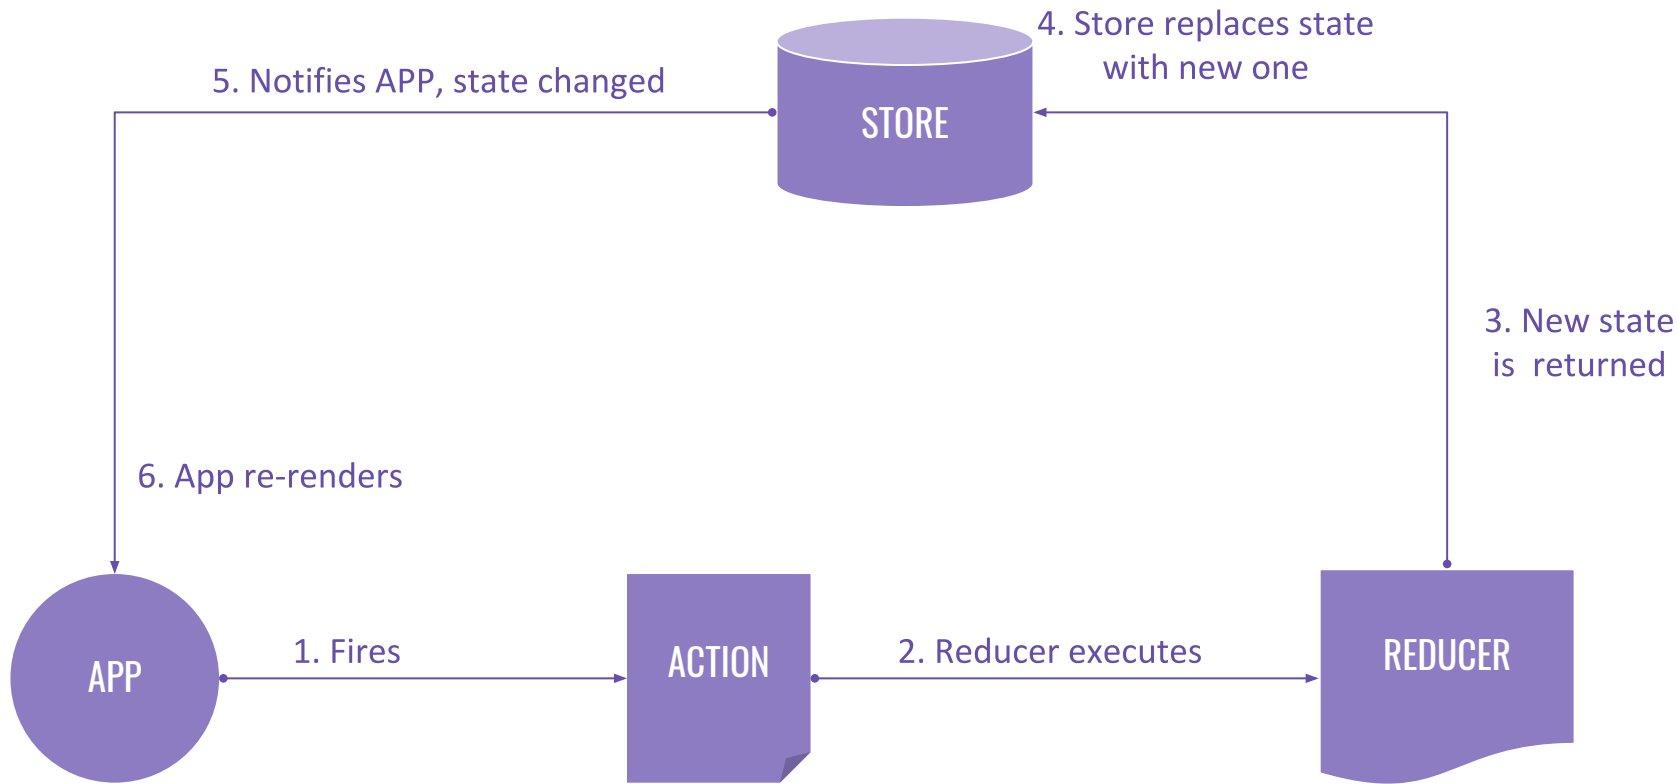 4. Store replaces state
with new one
5. Notifies APP, state changed
STORE
3. New state
is  returned
6. App re-renders
1. Fires
2. Reducer executes
APP
ACTION
REDUCER